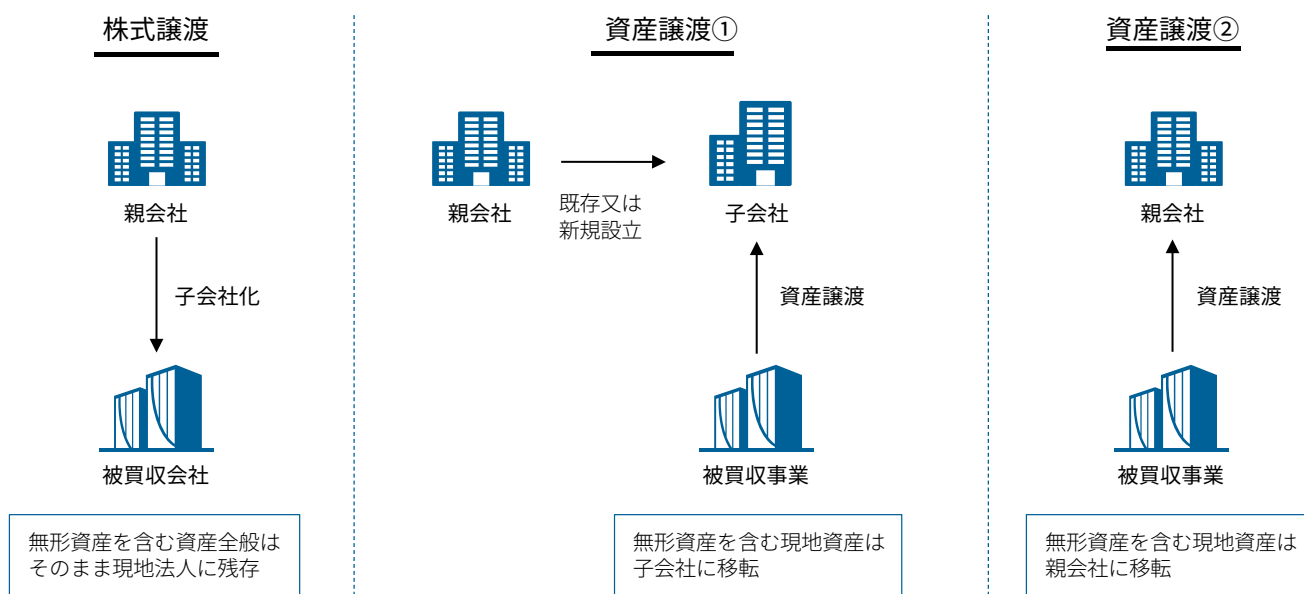 株式譲渡
親会社
子会社化
被買収会社
無形資産を含む資産全般は
そのまま現地法人に残存
資産譲渡①
親会社
既存又は
新規設立
子会社
資産譲渡
被買収事業
無形資産を含む現地資産は
子会社に移転
資産譲渡②
親会社
資産譲渡
被買収事業
無形資産を含む現地資産は
親会社に移転